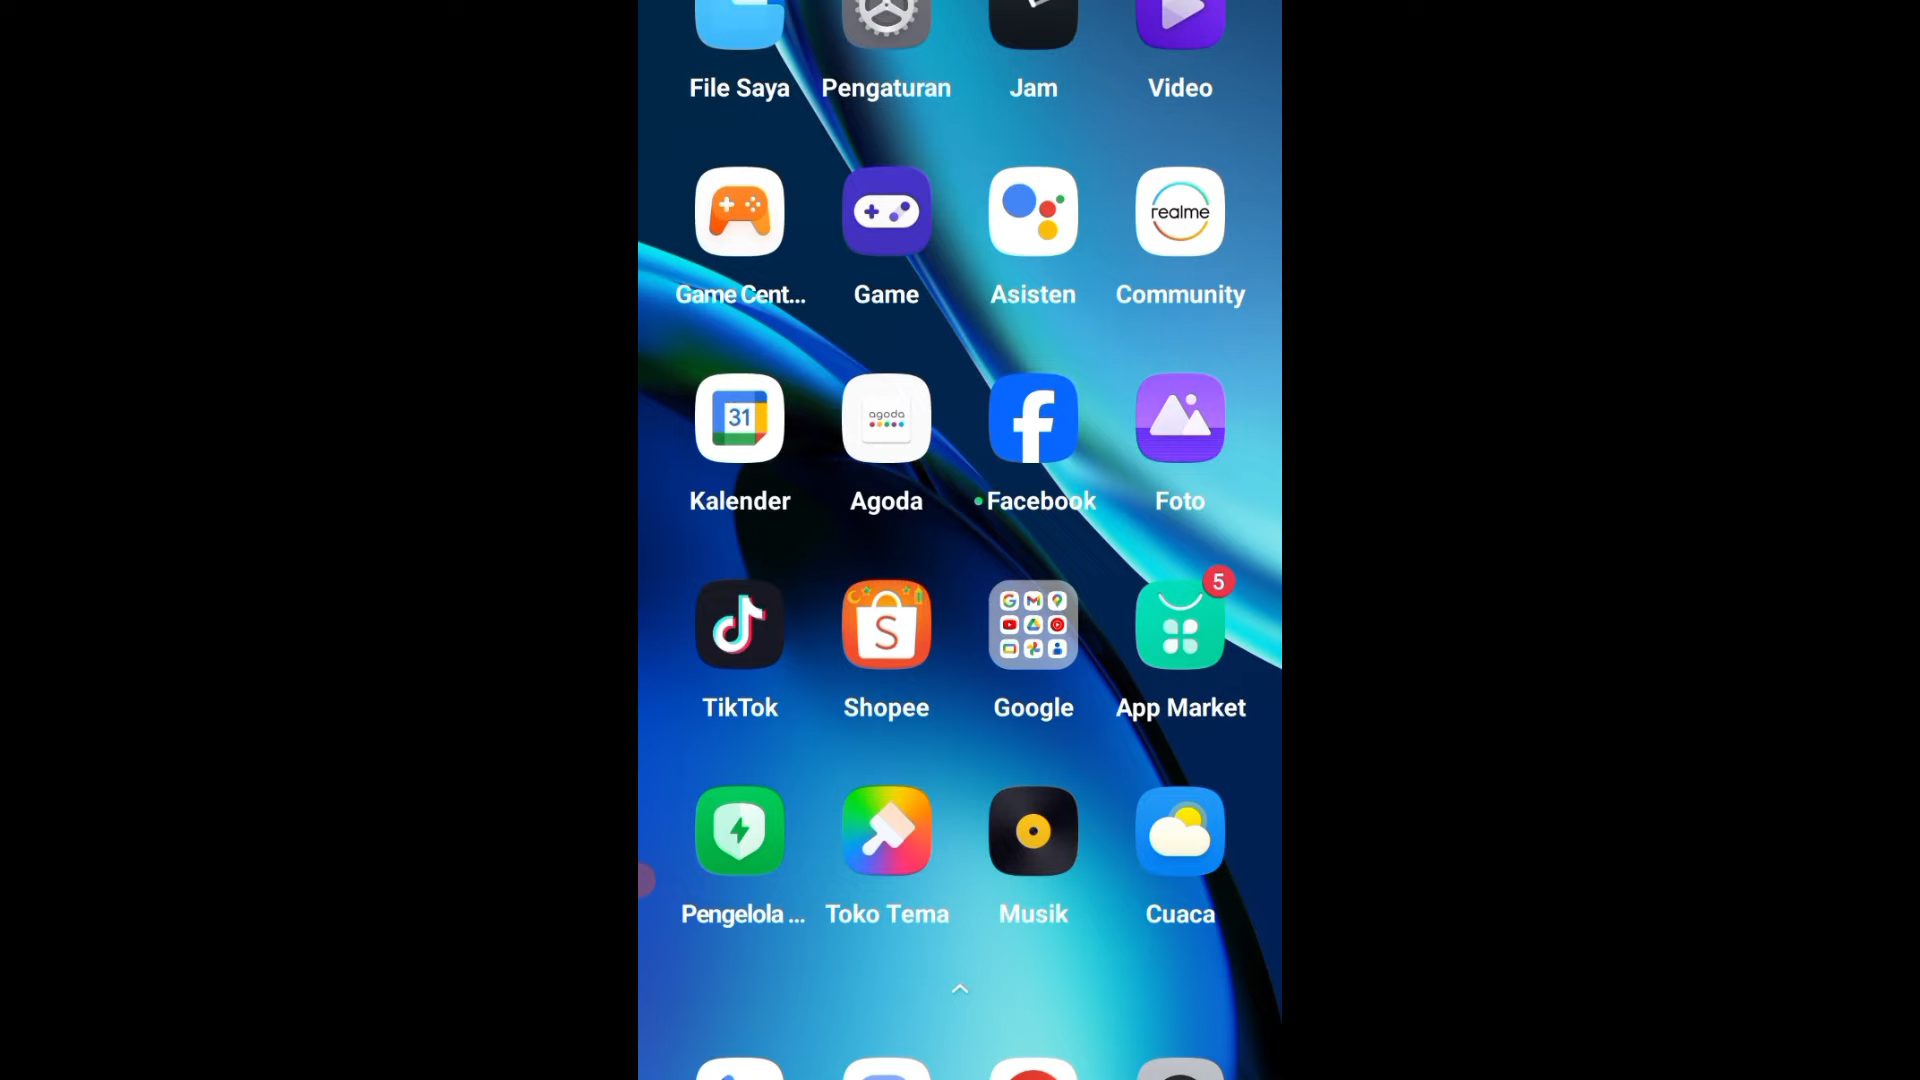 File Saya Pengaturan Jam Video
realme
Game Cent... Game Asisten Community
31 agoda
Kalender Agoda Facebook Foto
5
S
TikTok Shopee Google App Market
Pengelola ... Toko Tema Musik Cuaca